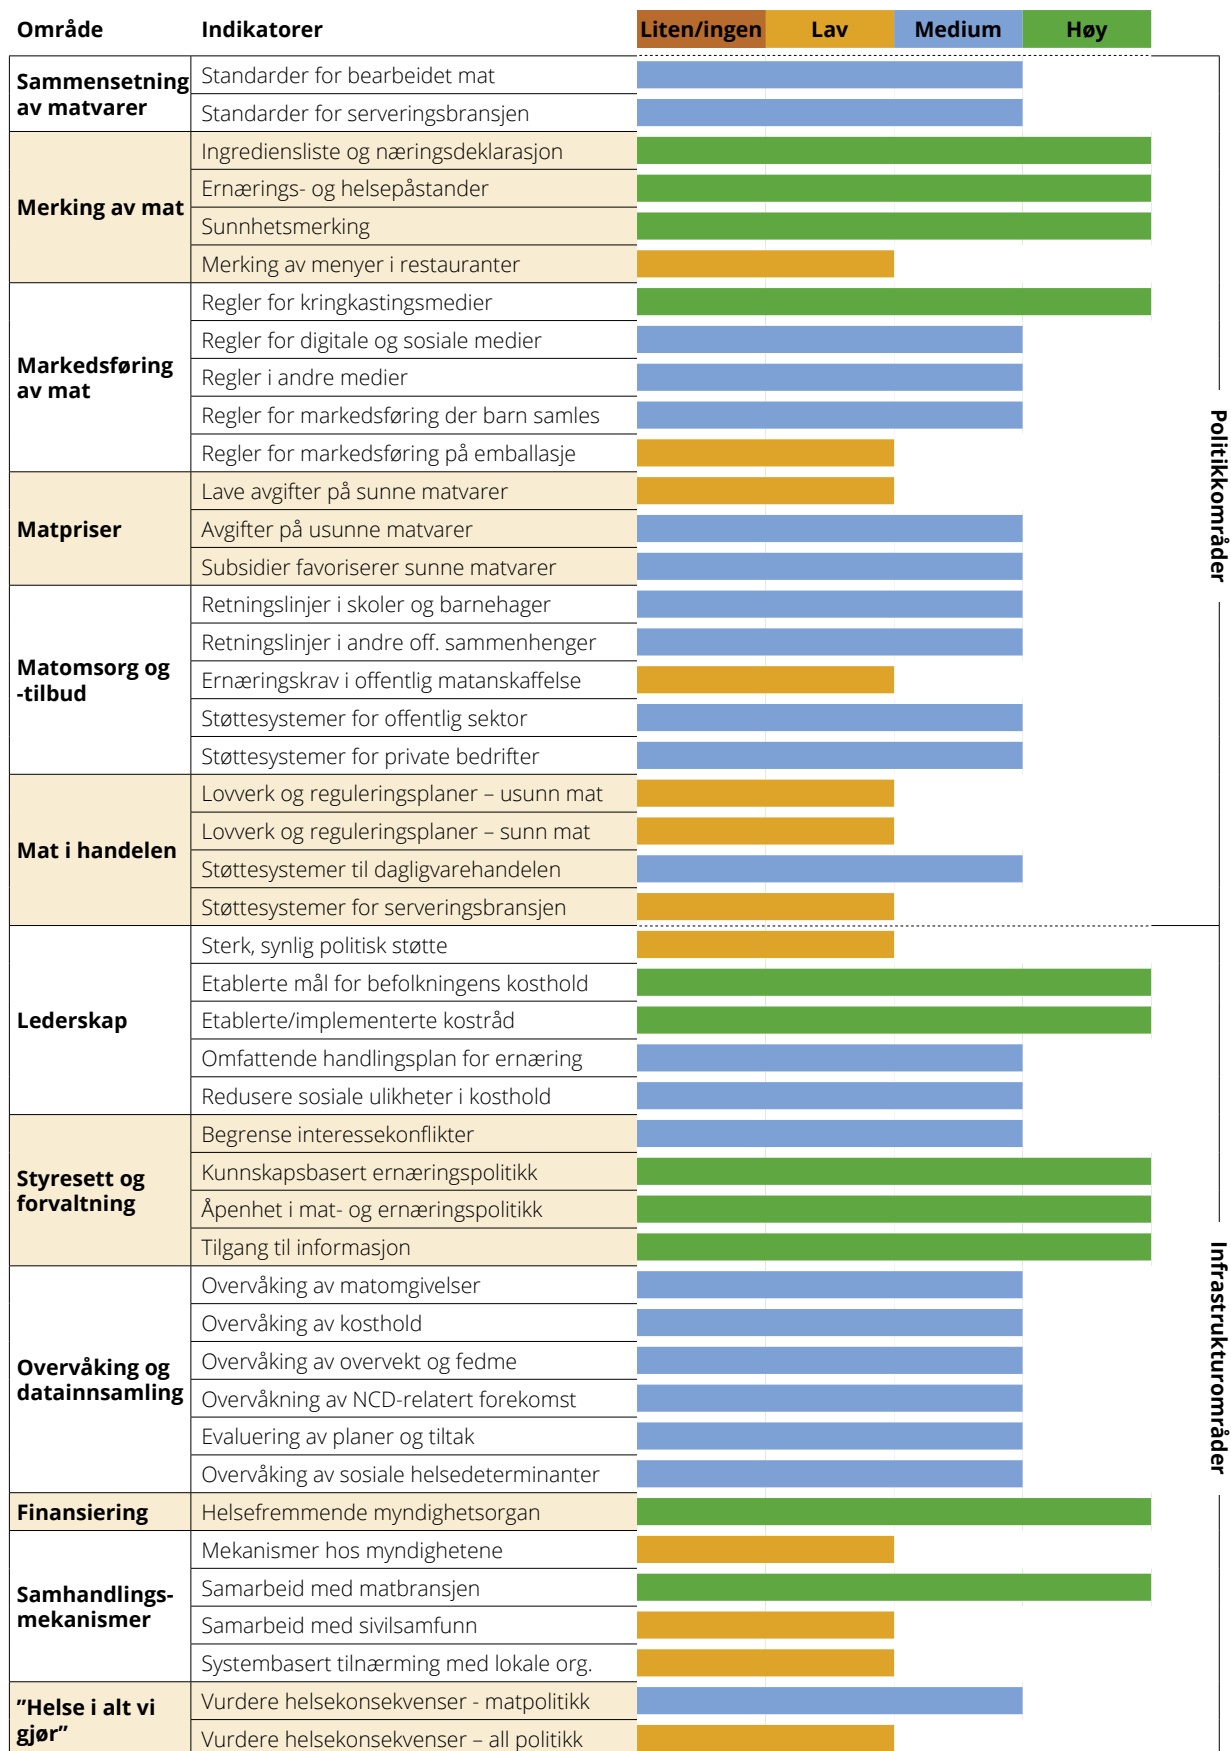 Område Indikatorer Liten/ingen Lav Medium Høy
Sammensetning
av matvarer
Standarder for bearbeidet mat
Standarder for serveringsbransjen
Merking av mat
Ingrediensliste og næringsdeklarasjon
Ernærings- og helsepåstander
Sunnhetsmerking
Merking av menyer i restauranter
Markedsføring
av mat
Regler for kringkastingsmedier
Regler for digitale og sosiale medier
Regler i andre medier
Regler for markedsføring der barn samles
Regler for markedsføring på emballasje
Matpriser
Lave avgifter på sunne matvarer
Avgifter på usunne matvarer
Subsidier favoriserer sunne matvarer
Matomsorg og
-tilbud
Retningslinjer i skoler og barnehager
Retningslinjer i andre off. sammenhenger
Ernæringskrav i offentlig matanskaffelse
Støttesystemer for offentlig sektor
Støttesystemer for private bedrifter
Mat i handelen
Lovverk og reguleringsplaner – usunn mat
Lovverk og reguleringsplaner – sunn mat
Støttesystemer til dagligvarehandelen
Støttesystemer for serveringsbransjen
Politikkområder
Lederskap
Sterk, synlig politisk støtte
Etablerte mål for befolkningens kosthold
Etablerte/implementerte kostråd
Omfattende handlingsplan for ernæring
Redusere sosiale ulikheter i kosthold
Styresett og
forvaltning
Begrense interessekonflikter
Kunnskapsbasert ernæringspolitikk
Åpenhet i mat- og ernæringspolitikk
Tilgang til informasjon
Overvåking og
datainnsamling
Overvåking av matomgivelser
Overvåking av kosthold
Overvåking av overvekt og fedme
Overvåkning av NCD-relatert forekomst
Evaluering av planer og tiltak
Overvåking av sosiale helsedeterminanter
Finansiering
Helsefremmende myndighetsorgan
Samhandlings-
mekanismer
Mekanismer hos myndighetene
Samarbeid med matbransjen
Samarbeid med sivilsamfunn
Systembasert tilnærming med lokale org.
”Helse i alt vi
gjør”
Vurdere helsekonsekvenser - matpolitikk
Vurdere helsekonsekvenser – all politikk
Infrastrukturområder